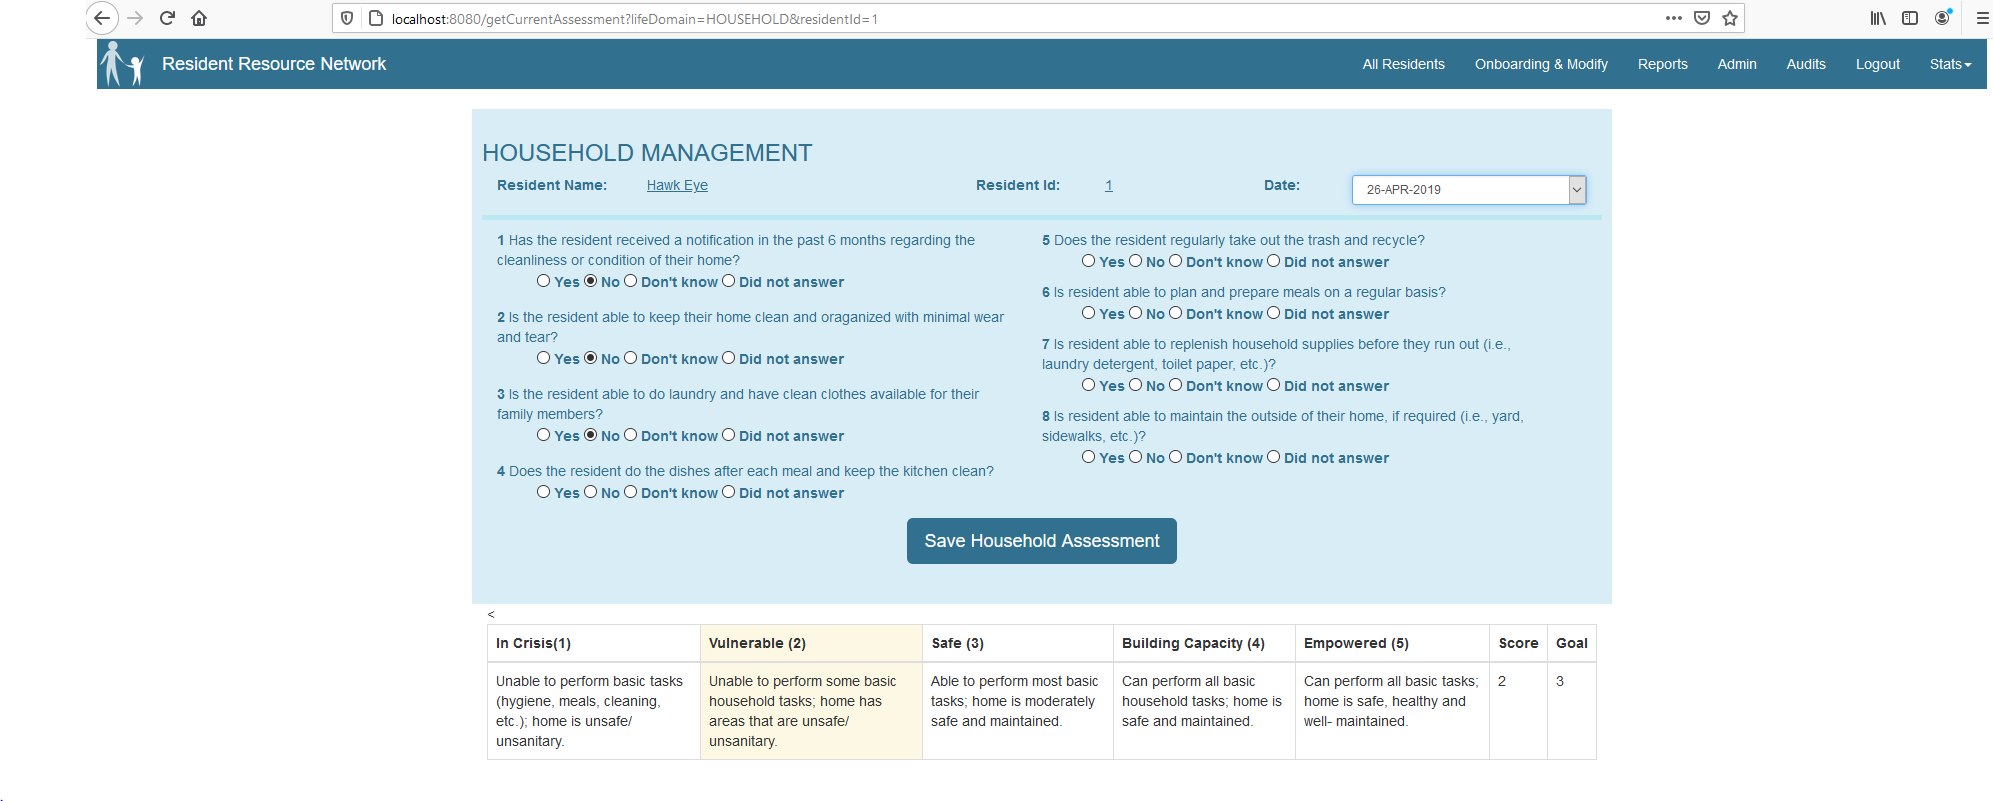 localhost:8080/getCurrentAssessment?lifeDomain=HOUSEHOLD&residentId=1
Resident Resource Network
All Residents Onboarding & Modify Reports Admin Audits Logout Stats
HOUSEHOLD MANAGEMENT
Resident Name: Hawk Eye Resident Id: 1 Date: 26-APR-2019
1 Has the resident received a notification in the past 6 months regarding the
cleanliness or condition of their home?
Yes No Don't know Did not answer
2 Is the resident able to keep their home clean and oraganized with minimal wear
and tear?
Yes No Don't know Did not answer
3 Is the resident able to do laundry and have clean clothes available for their
family members?
Yes No Don't know Did not answer
4 Does the resident do the dishes after each meal and keep the kitchen clean?
Yes No Don't know Did not answer
5 Does the resident regularly take out the trash and recycle?
Yes No Don't know Did not answer
6 Is resident able to plan and prepare meals on a regular basis?
Yes No Don't know Did not answer
7 Is resident able to replenish household supplies before they run out (i.e.,
laundry detergent, toilet paper, etc.)?
Yes No Don't know Did not answer
8 Is resident able to maintain the outside of their home, if required (i.e., yard,
sidewalks, etc.)?
Yes No Don't know Did not answer
Save Household Assessment
<
In Crisis(1) Vulnerable (2) Safe (3) Building Capacity (4) Empowered (5) Score Goal
Unable to perform basic tasks
(hygiene, meals, cleaning,
etc.); home is unsafe/
unsanitary.
Unable to perform some basic
household tasks; home has
areas that are unsafe/
unsanitary.
Able to perform most basic
tasks; home is moderately
safe and maintained.
Can perform all basic
household tasks; home is
safe and maintained.
Can perform all basic tasks;
home is safe, healthy and
well- maintained.
2
3